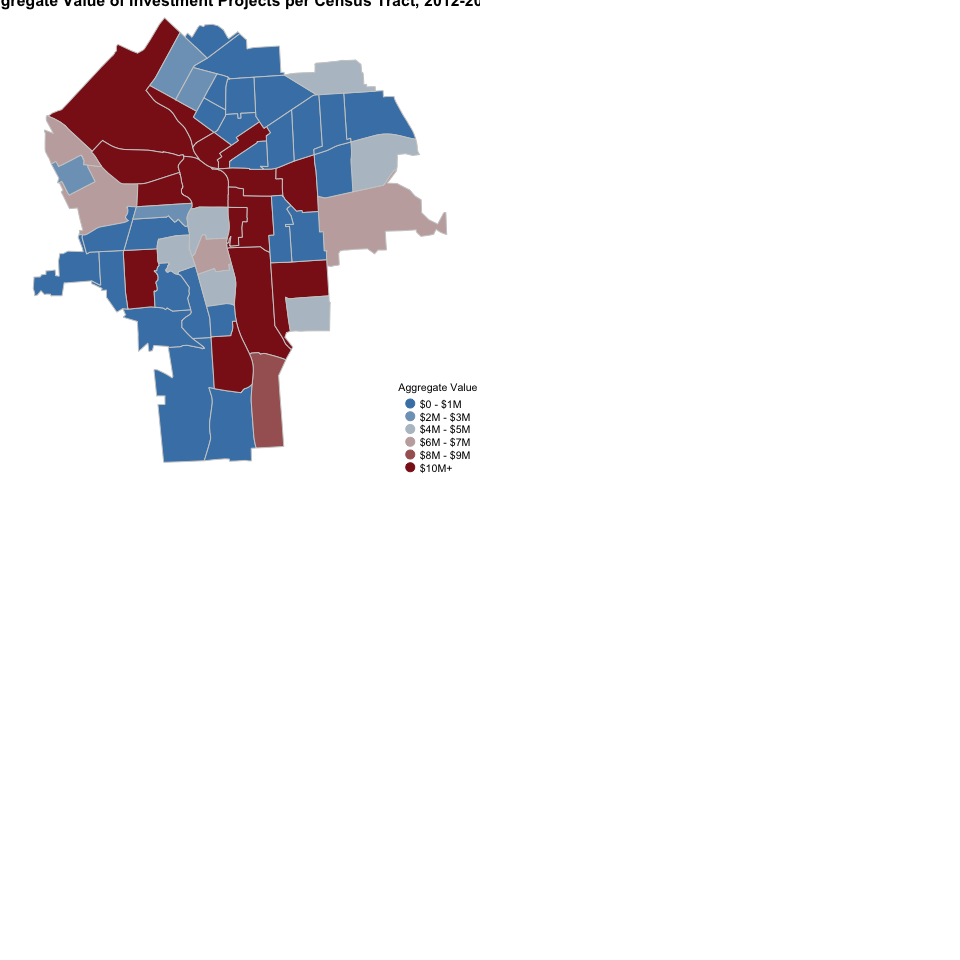 gregate Value of Investment Projects per Census Tract, 2012-20
Aggregate Value
$0 - $1M
$2M - $3M
$4M - $5M
$6M - $7M
$8M - $9M
$10M+